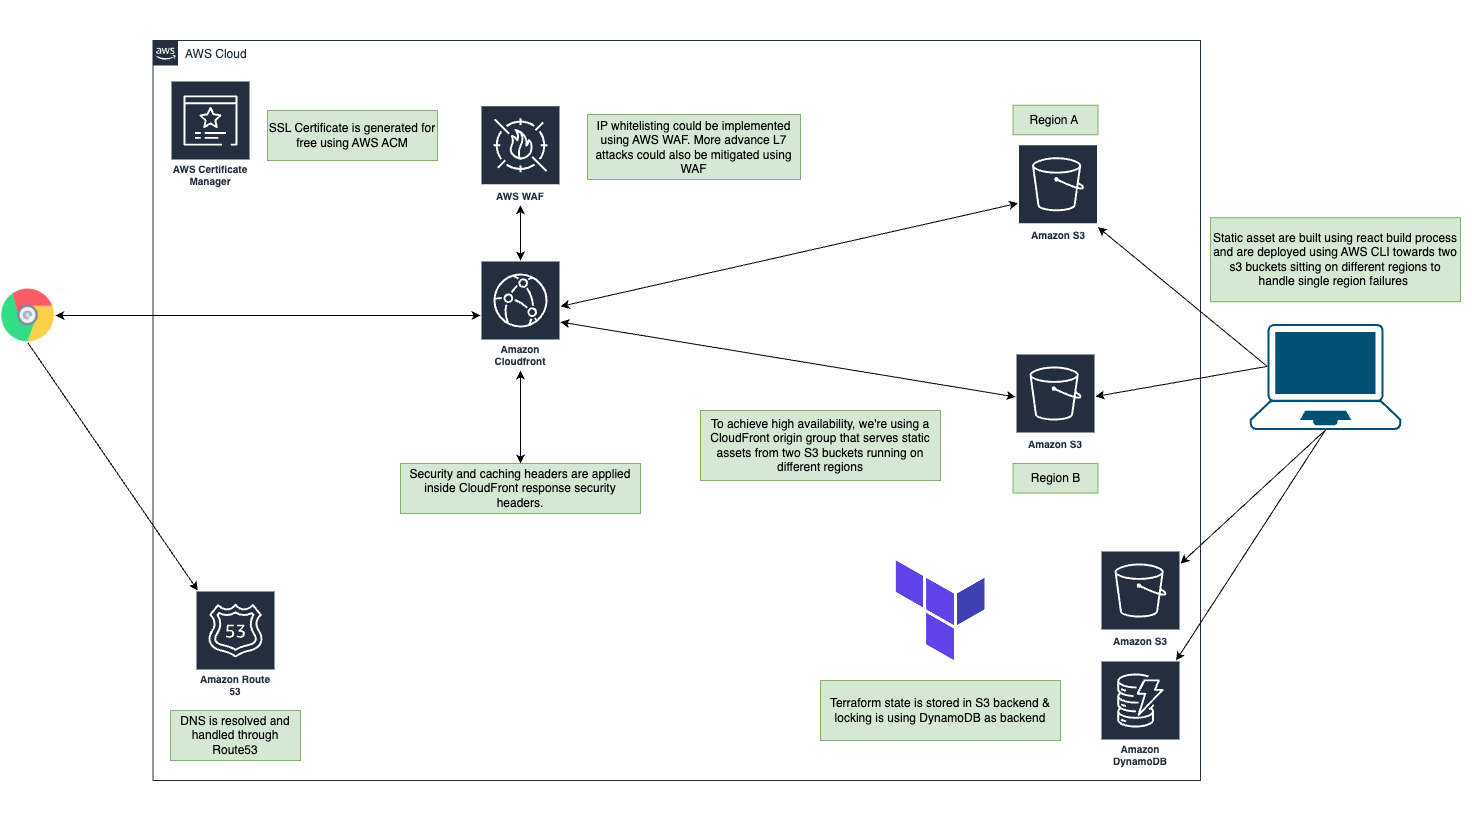 aws
AWS Cloud
AWS Certificate
Manager
SSL Certificate is generated for
free using AWS ACM
AWS WAF
IP whitelisting could be implemented
using AWS WAF. More advance L7
attacks could also be mitigated using
WAF
Region A
Amazon S3
Static asset are built using react build process
and are deployed using AWS CLI towards two
s3 buckets sitting on different regions to
handle single region failures
Amazon
Cloudfront
To achieve high availability, we're using a
CloudFront origin group that serves static
assets from two S3 buckets running on
different regions
Amazon S3
Region B
Security and caching headers are applied
inside CloudFront response security
headers.
53
Amazon Route
53
DNS is resolved and
handled through
Route53
Terraform state is stored in S3 backend &
locking is using DynamoDB as backend
Amazon S3
Amazon
DynamoDB